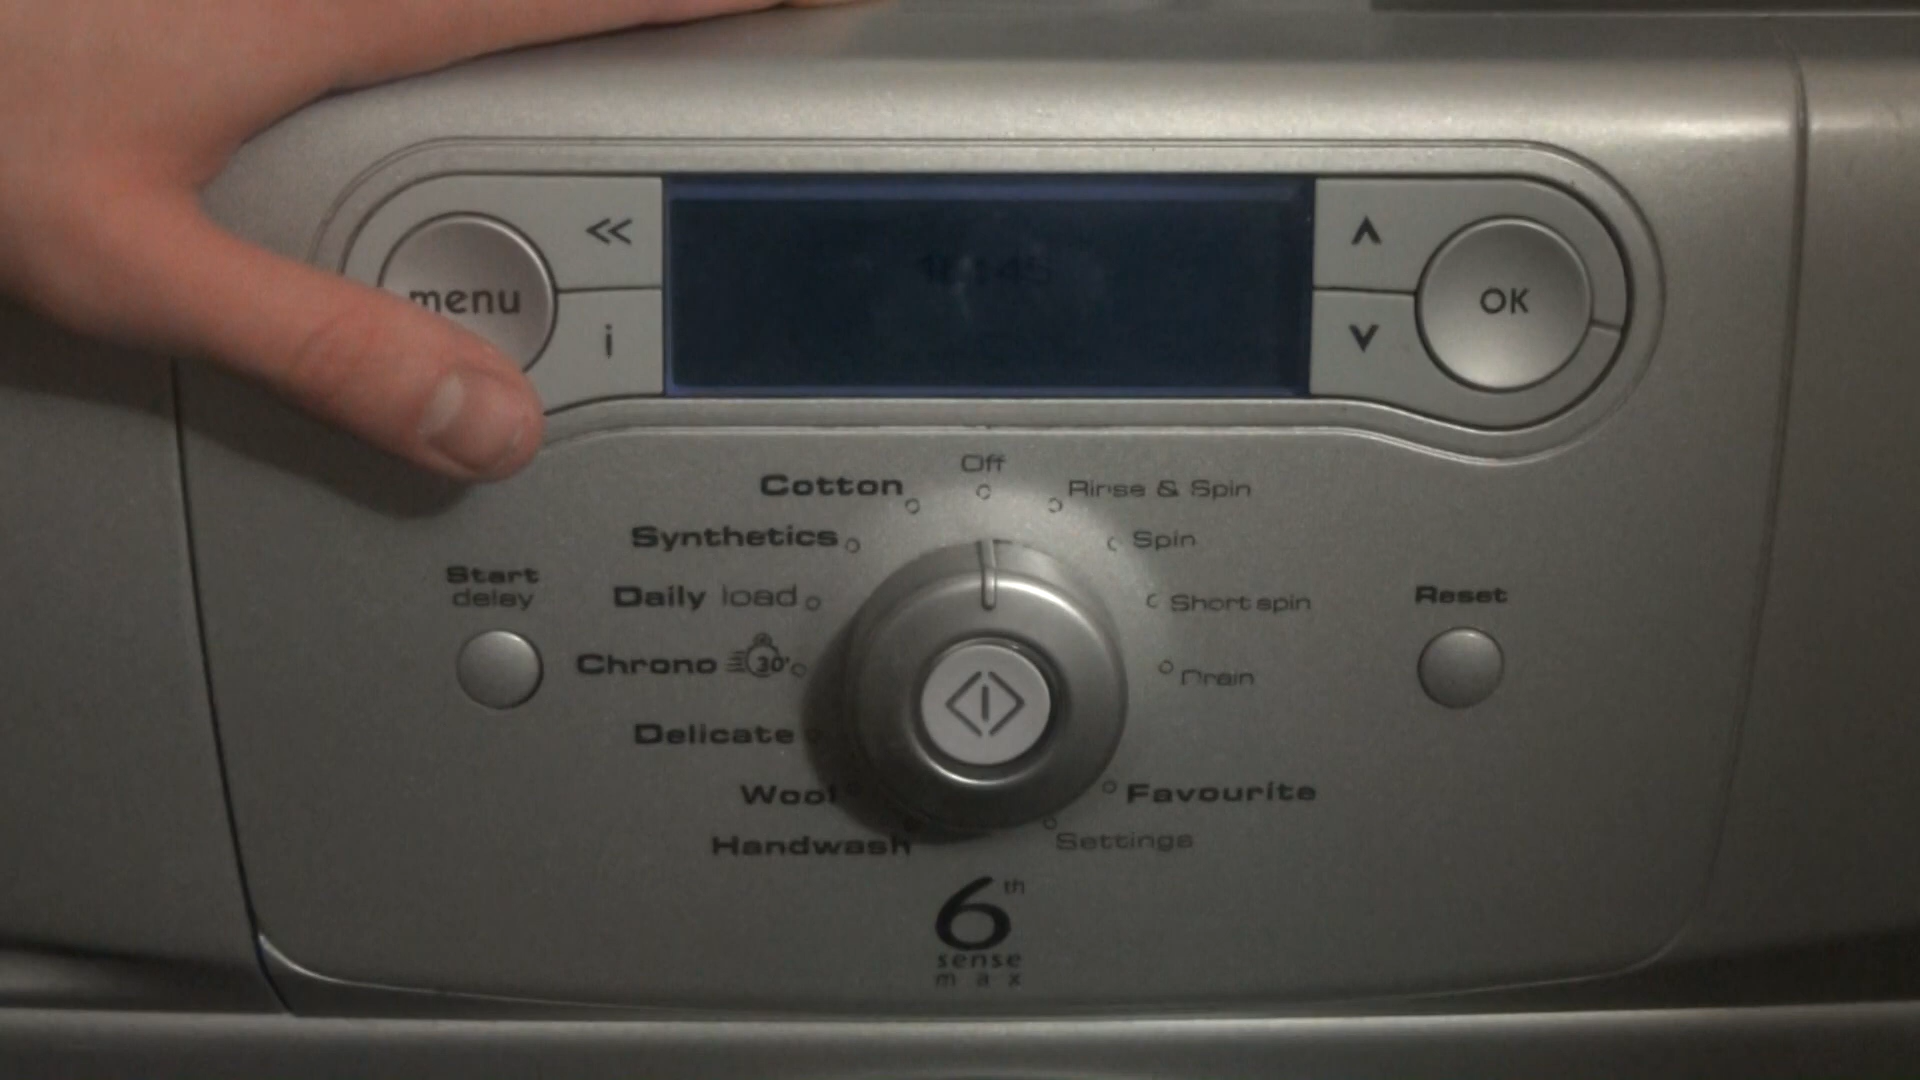 menu
<<
i
OK
Off
Cotton
Rinse & Spin
Synthetics
Spin
Start
delay
Daily load
Short spin
Reset
Chrono 30'
Drain
Delicate
Wool
Favourite
Handwash
Settings
6th
sense
max